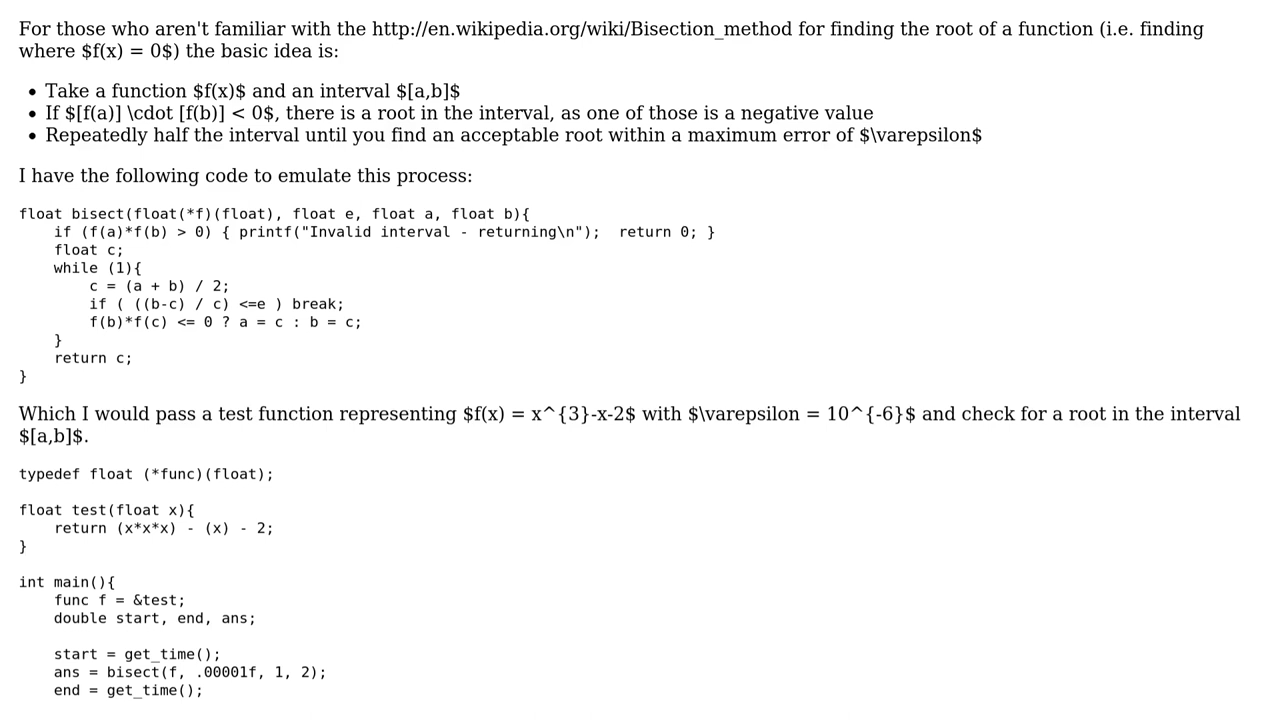 For those who aren't familiar with the http://en.wikipedia.org/wiki/Bisection_method for finding the root of a function (i.e. finding
where $f(x) = 0$) the basic idea is:
• Take a function $f(x)$ and an interval $[a,b]$
• If $[f(a)] \cdot [f(b)] < 0$, there is a root in the interval, as one of those is a negative value
• Repeatedly half the interval until you find an acceptable root within a maximum error of $\varepsilon$
I have the following code to emulate this process:
float bisect(float(*f)(float), float e, float a, float b){
    if (f(a)*f(b) > 0) { printf("Invalid interval - returning\n");  return 0; }
    float c;
    while (1){
        c = (a + b) / 2;
        if ( ((b-c) / c) <=e ) break;
        f(b)*f(c) <= 0 ? a = c : b = c;
    }
    return c;
}
Which I would pass a test function representing $f(x) = x^{3}-x-2$ with $\varepsilon = 10^{-6}$ and check for a root in the interval
$[a,b]$.
typedef float (*func)(float);
float test(float x){
    return (x*x*x) - (x) - 2;
}
int main(){
    func f = &test;
    double start, end, ans;
    start = get_time();
    ans = bisect(f, .00001f, 1, 2);
    end = get_time();